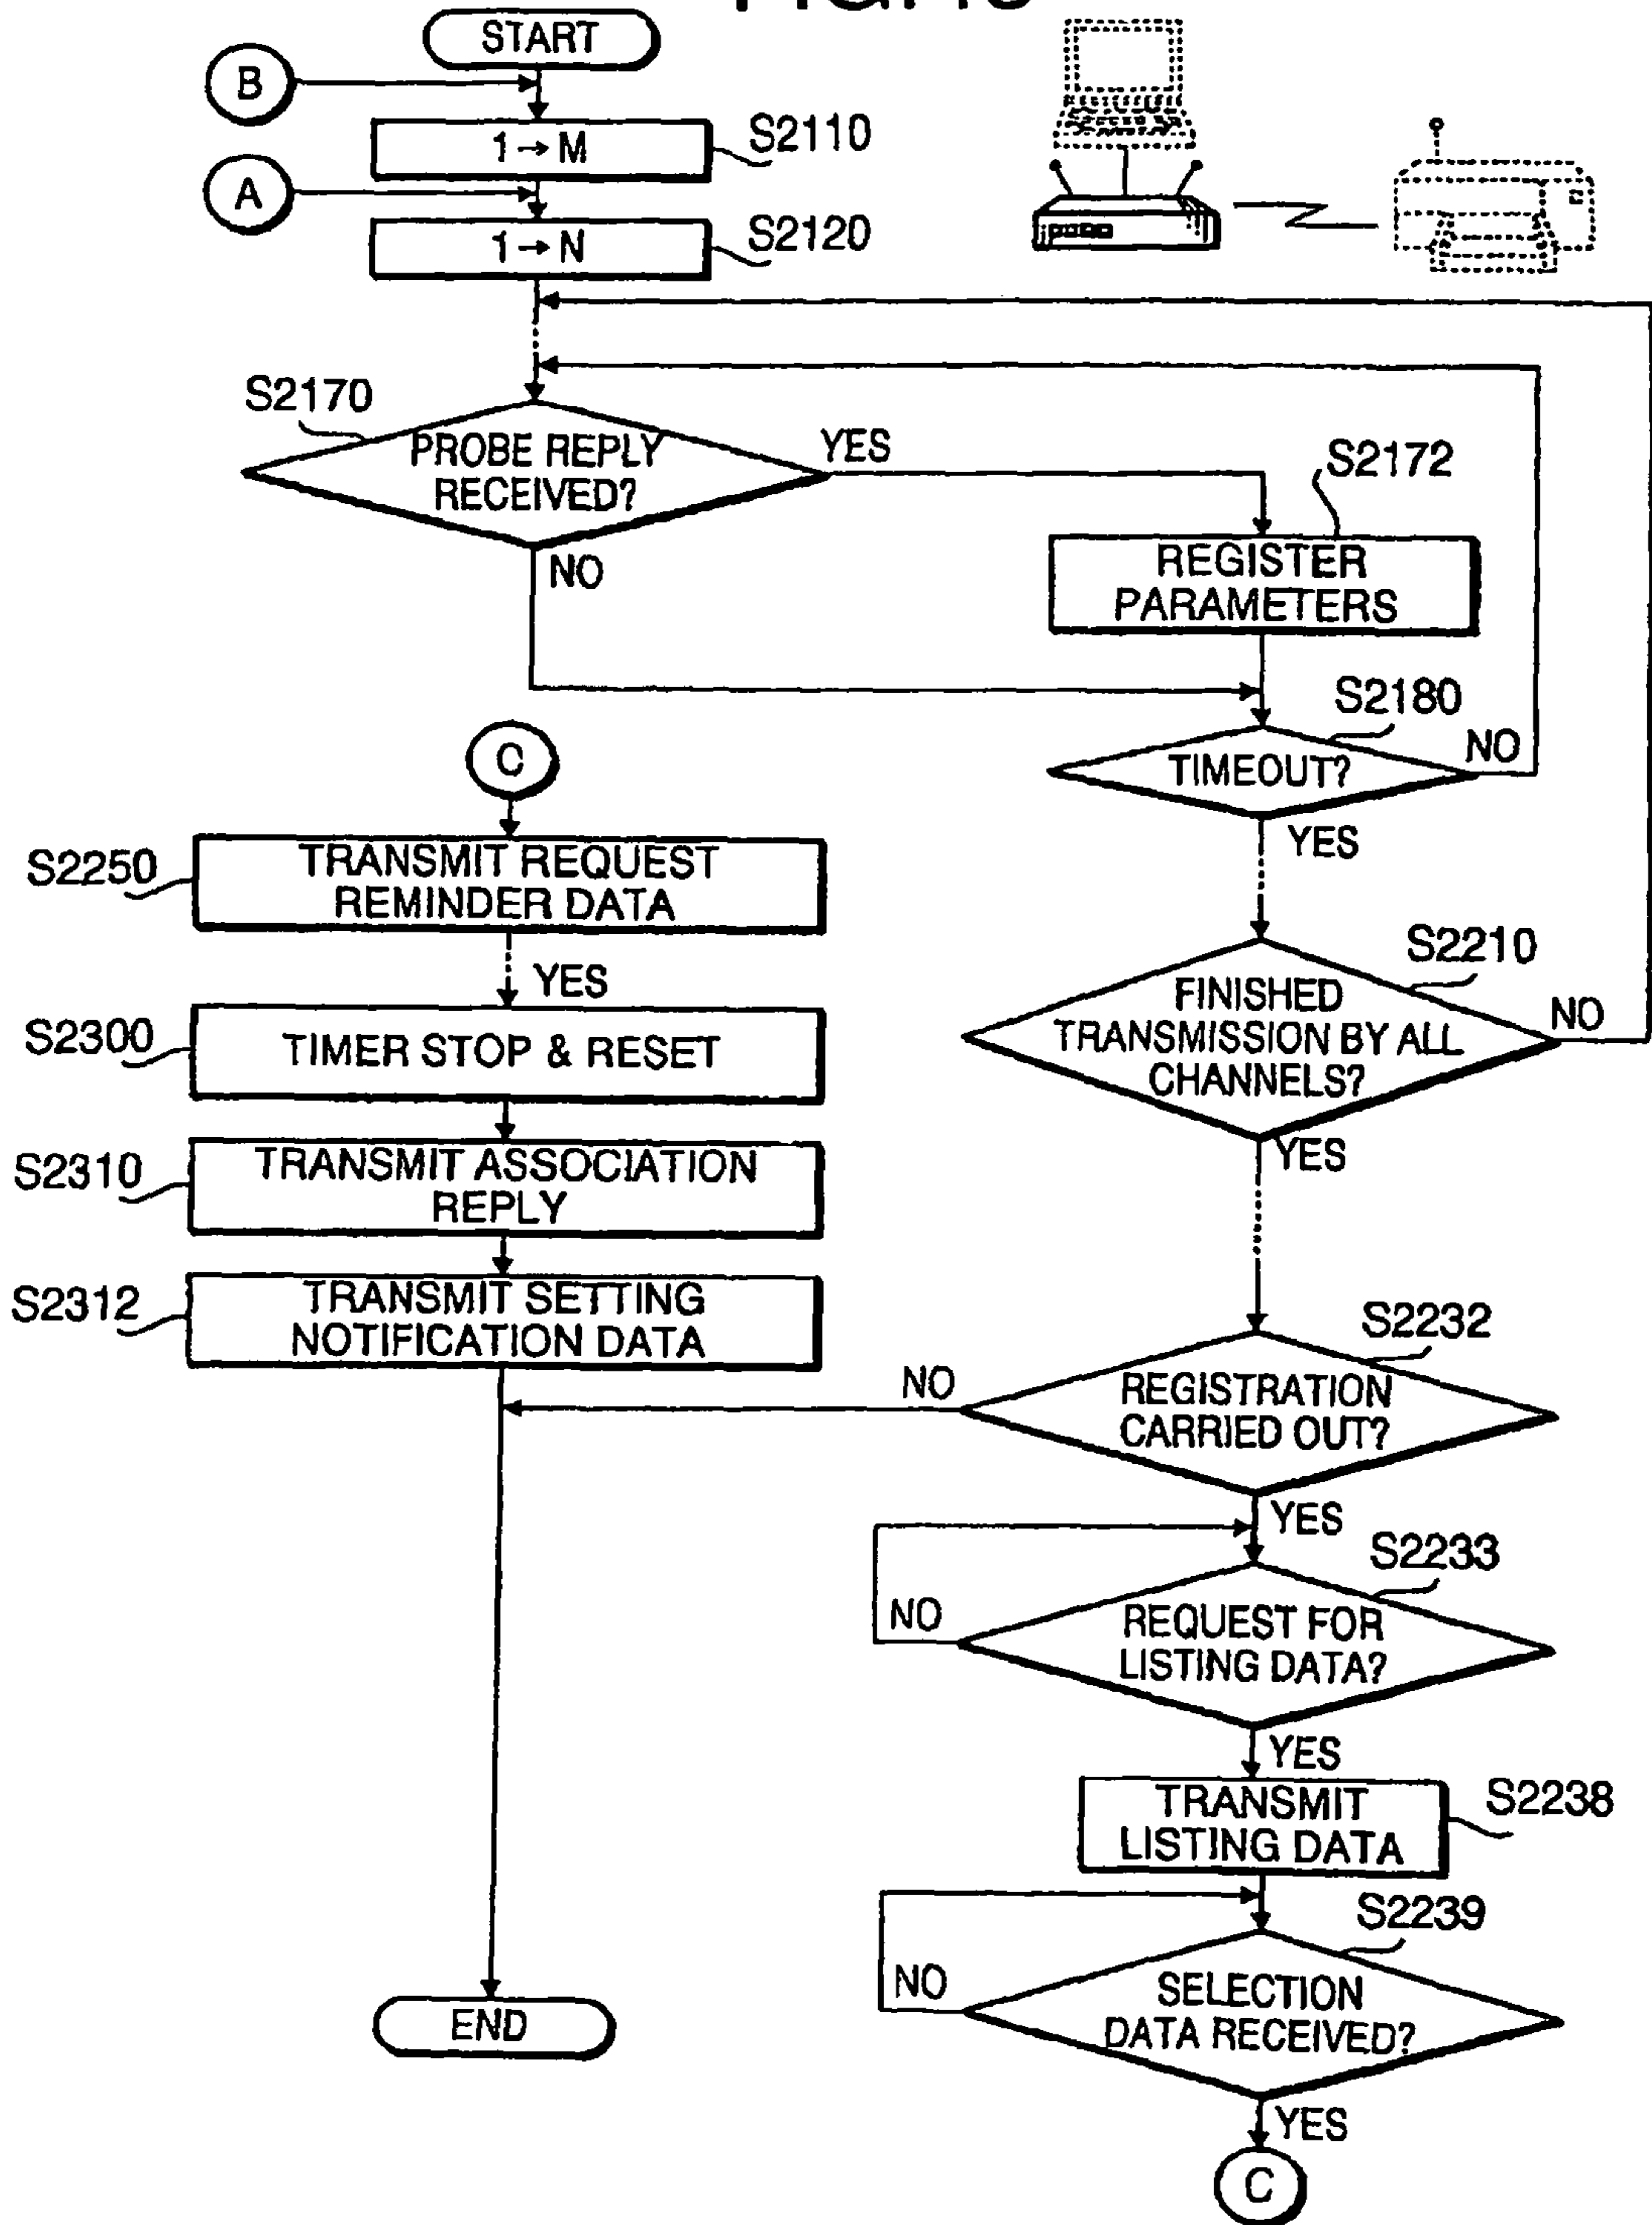 START
B
1→M
S2110
A
1→N
S2120
S2170
PROBE REPLY
RECEIVED?
YES
NO
S2172
REGISTER
PARAMETERS
S2180
TIMEOUT?
NO
YES
C
S2250
TRANSMIT REQUEST
REMINDER DATA
YES
S2300
TIMER STOP & RESET
S2310
TRANSMIT ASSOCIATION
REPLY
S2312
TRANSMIT SETTING
NOTIFICATION DATA
S2210
FINISHED
TRANSMISSION BY ALL
CHANNELS?
NO
YES
S2232
REGISTRATION
CARRIED OUT?
NO
YES
S2233
REQUEST FOR
LISTING DATA?
NO
YES
S2238
TRANSMIT
LISTING DATA
S2239
SELECTION
DATA RECEIVED?
NO
YES
C
END